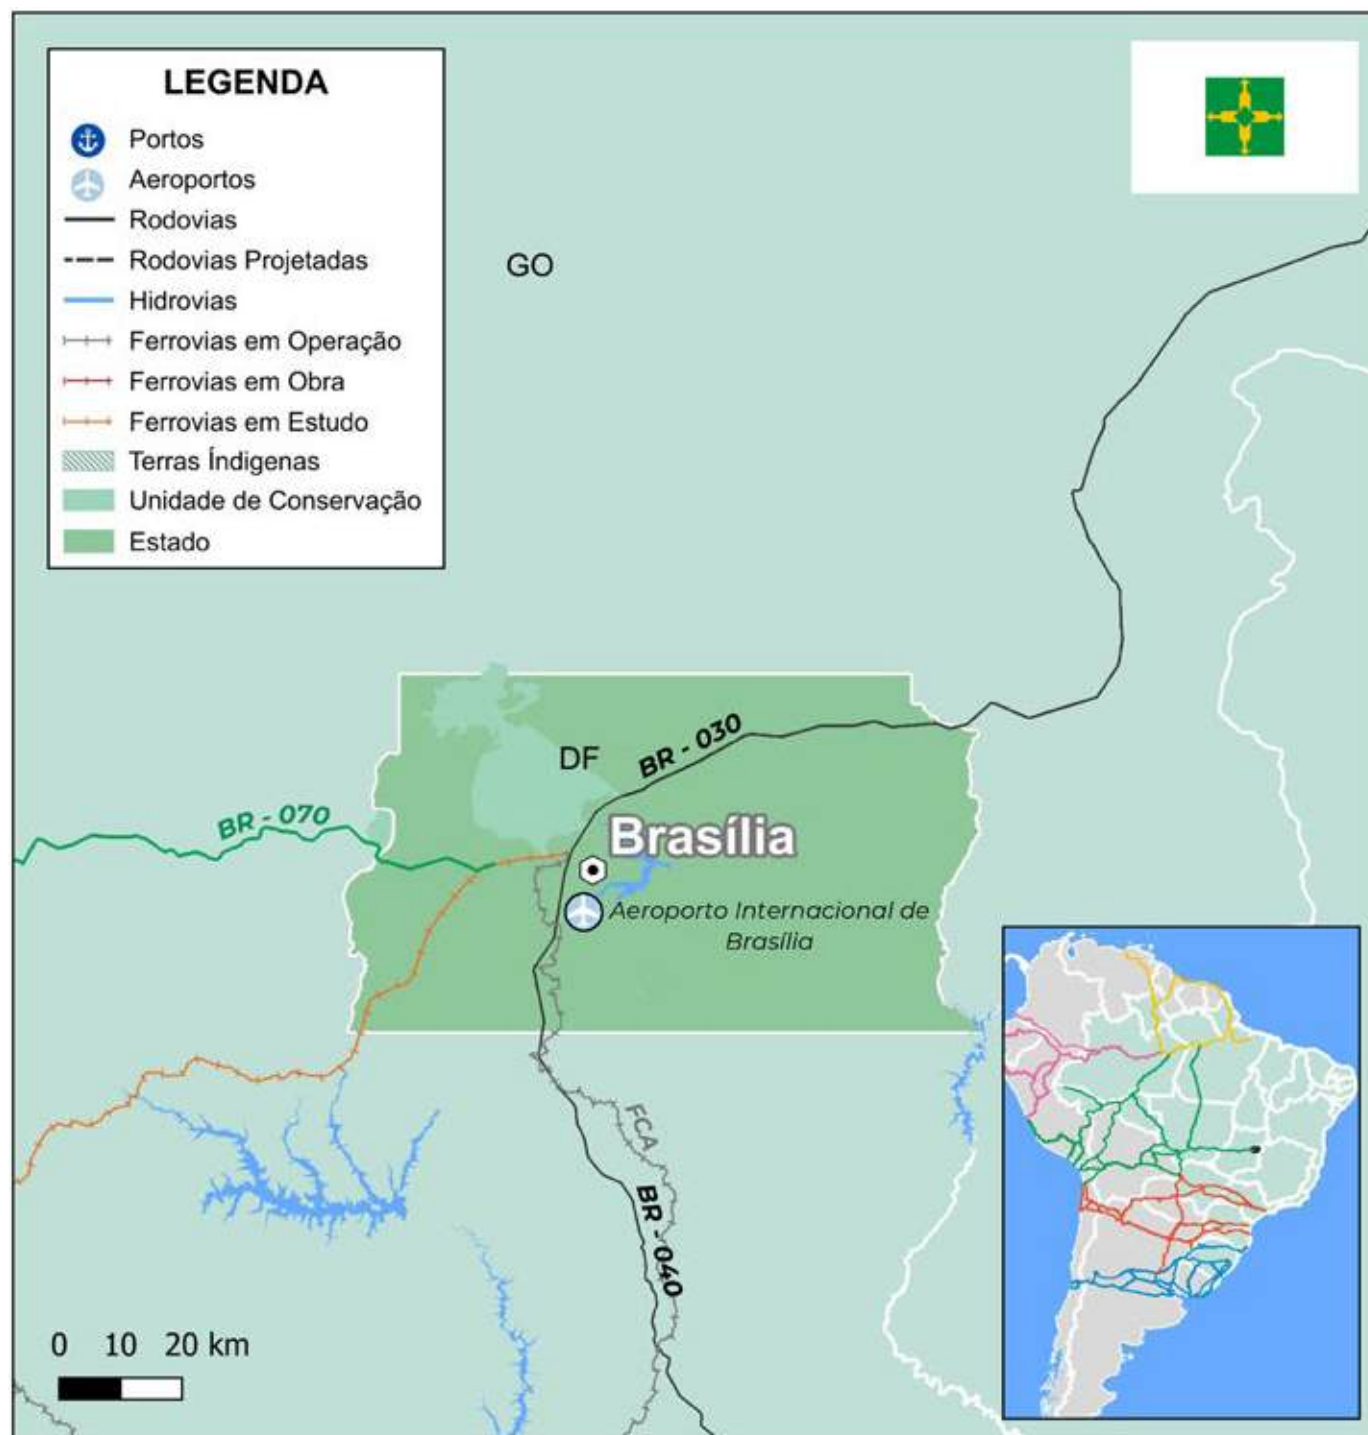 LEGENDA
Portos
Aeroportos
Rodovias
Rodovias Projetadas
Hidrovias
Ferrovias em Operação
Ferrovias em Obra
Ferrovias em Estudo
Terras Índigenas
Unidade de Conservação
Estado
GO
DF
BR - 030
BR - 070
Brasília
Aeroporto Internacional de
Brasília
FCA
BR - 040
0 10 20 km